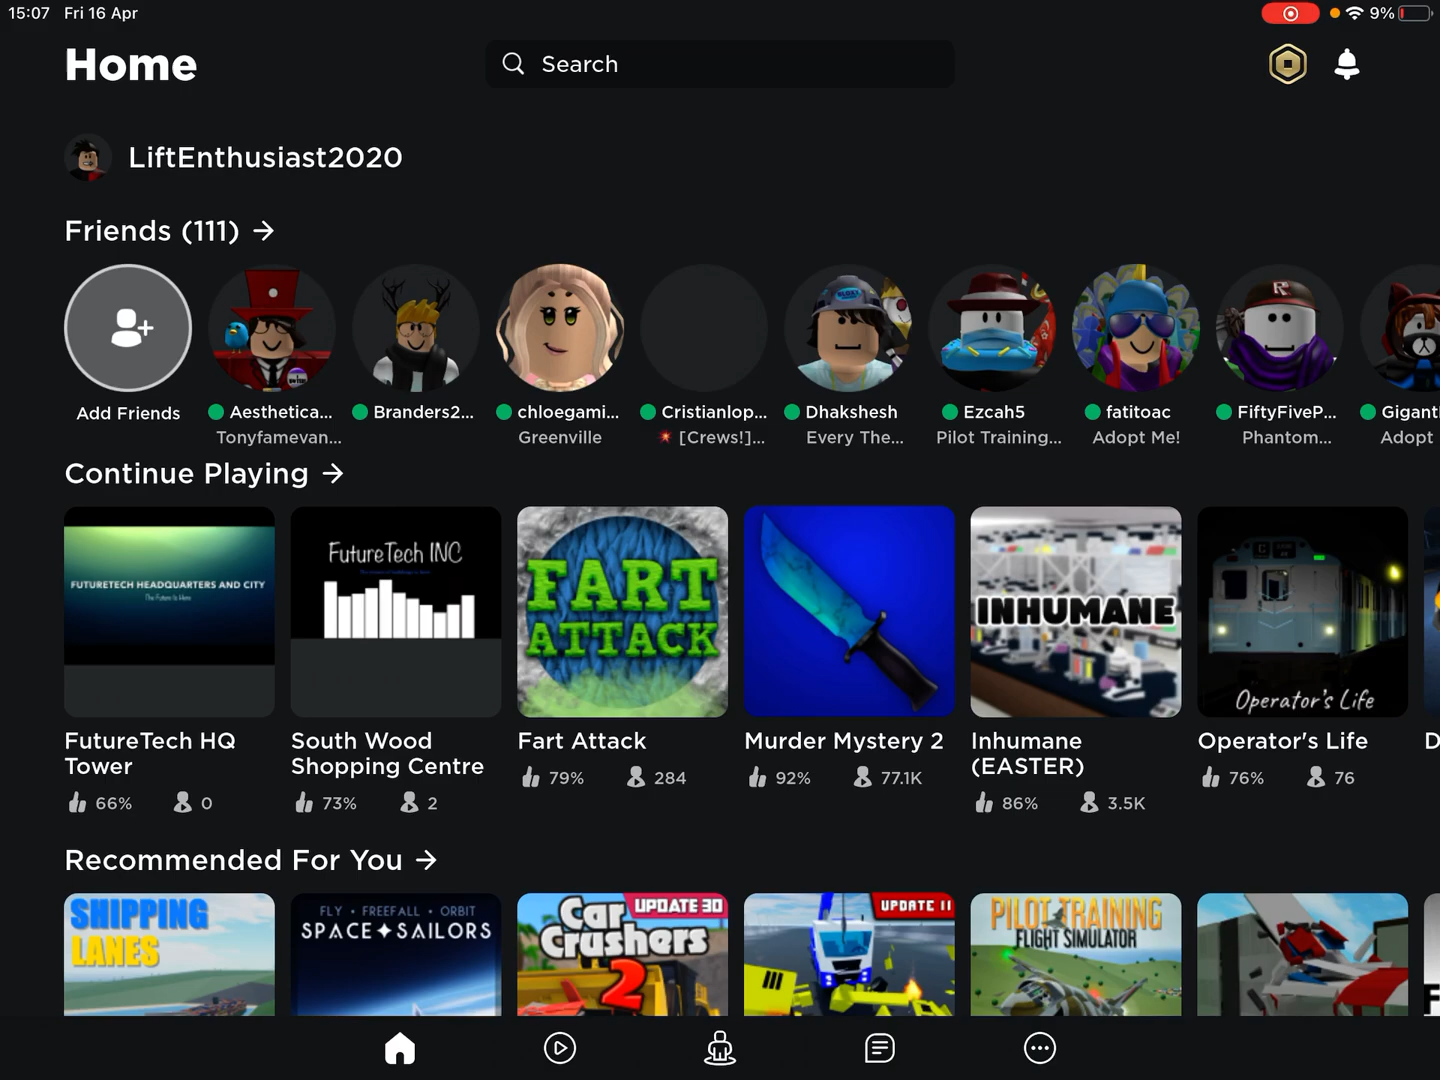 15:07 Fri 16 Apr
9%
Home
Search
LiftEnthusiast2020
Friends (111) →
Add Friends
Aesthetica...
Tonyfamevan...
Branders2...
chloegami...
Greenville
Cristianlop...
[Crews!]...
Dhakshesh
Every The...
Ezcah5
Pilot Training...
fatitoac
Adopt Me!
FiftyFiveP...
Phantom...
Gigant
Adopt
Continue Playing →
FUTURETECH HEADQUARTERS AND CITY
The Future Is Here
FutureTech HQ
Tower
66% 0
FutureTech INC
South Wood
Shopping Centre
73% 2
FART
ATTACK
Fart Attack
79% 284
Murder Mystery 2
92% 77.1K
INHUMANE
Inhumane
(EASTER)
86% 3.5K
C
Operator's Life
Operator's Life
76% 76
D
Recommended For You →
SHIPPING
LANES
FLY • FREEFALL • ORBIT
SPACE SAILORS
UPDATE 30
Car
Crushers
2
UPDATE 11
PILOT TRAINING
FLIGHT SIMULATOR
F